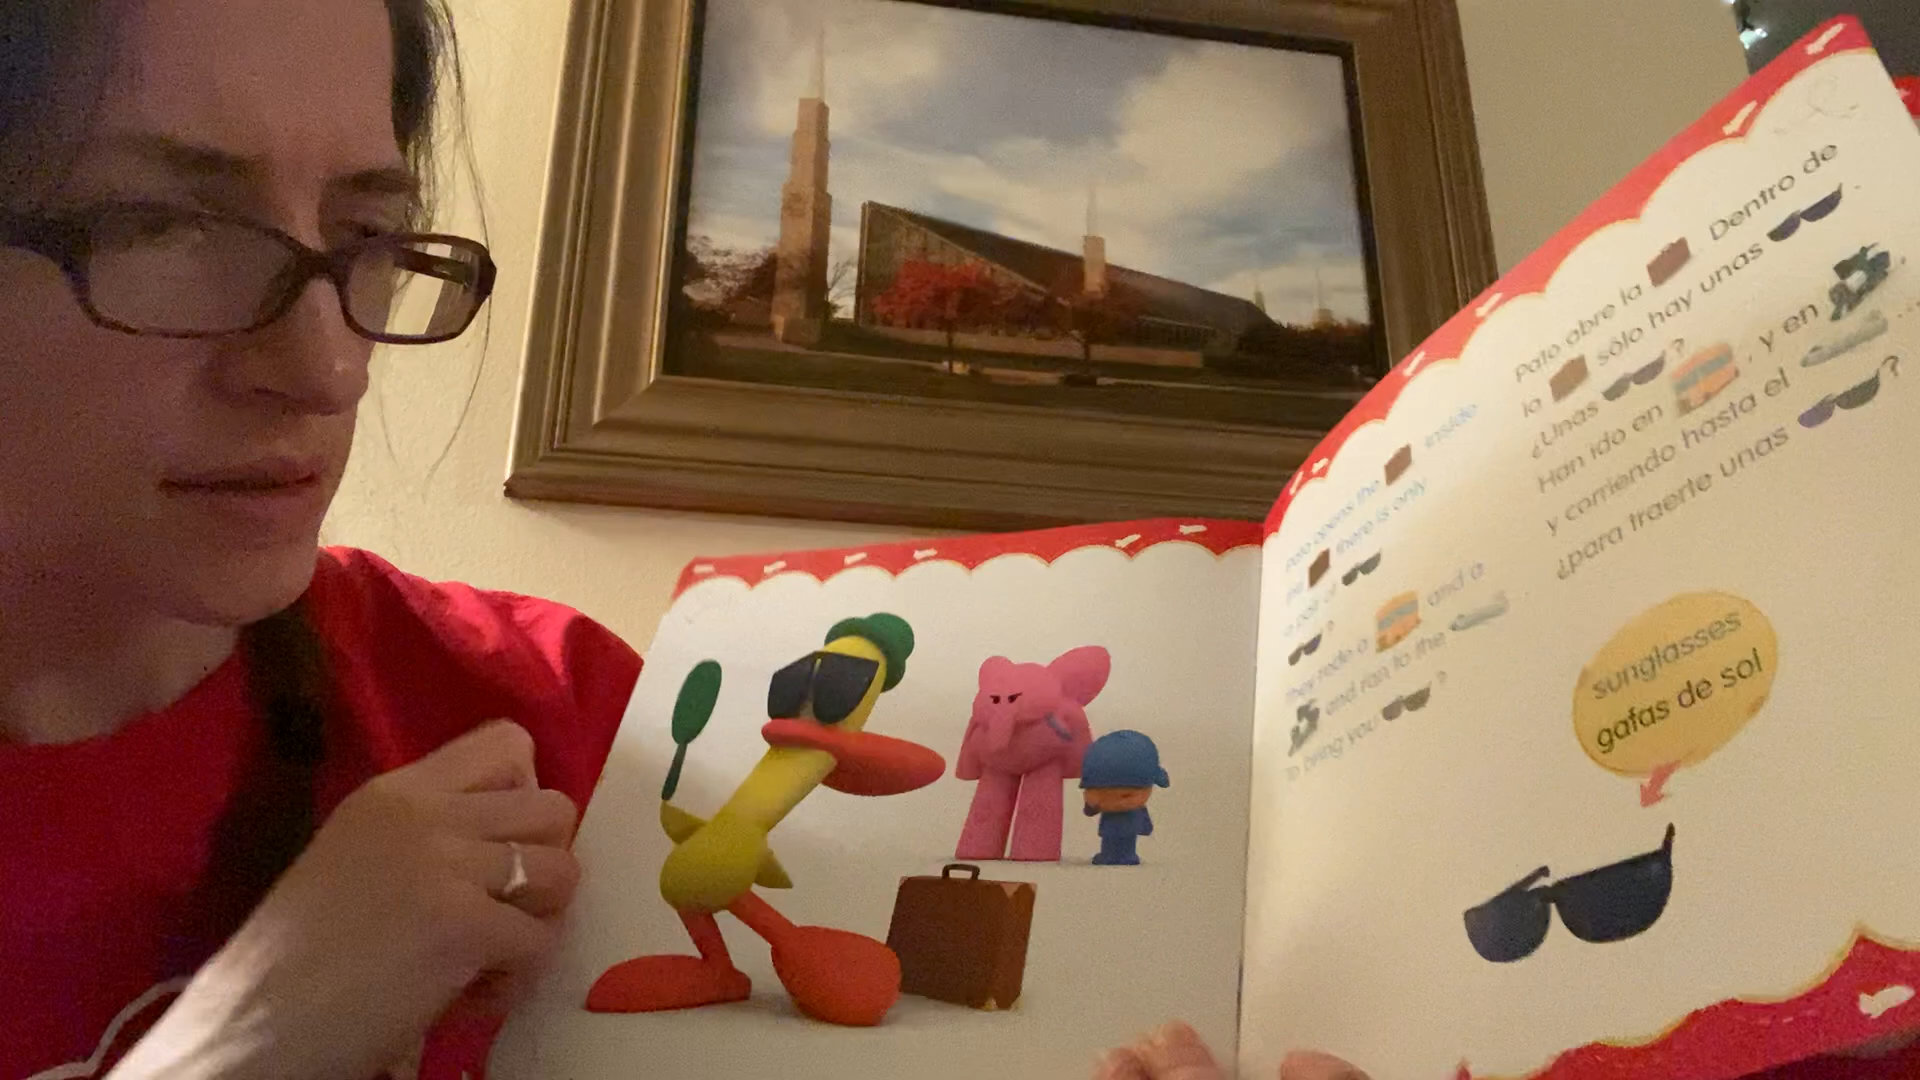 Pato opens the inside
the there is only
a pair of
?
They rode a and a
and ran to the
to bring you ?
Pato abre la . Dentro de
la sólo hay unas .
¿Unas ?
Han ido en , y en ,
y corriendo hasta el ...
¿para traerte unas ?
sunglasses
gafas de sol